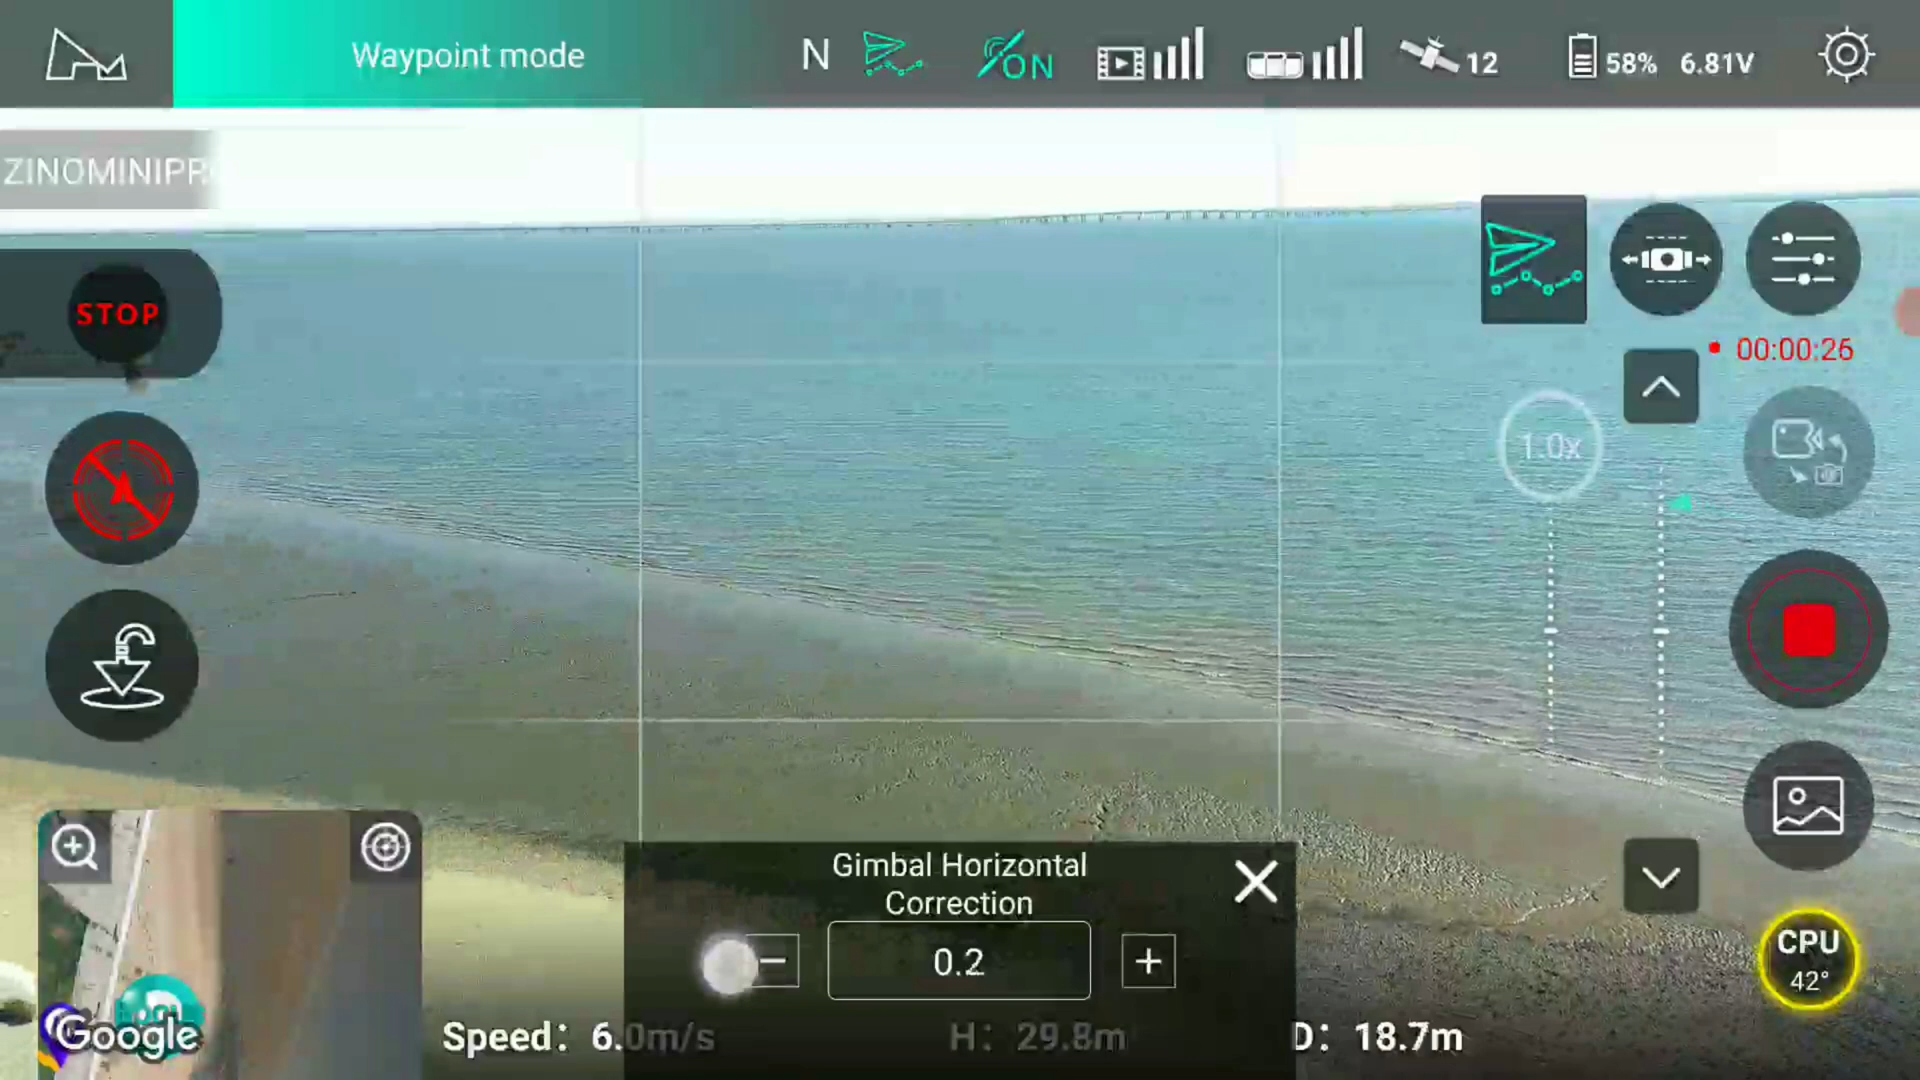 Waypoint mode
N
ON
12
58%
6.81V
ZINOMINIPR
STOP
00:00:26
1.0x
Gimbal Horizontal
Correction
0.2
CPU
42°
Google
Speed: 6.0m/s
H: 29.8m
D: 18.7m